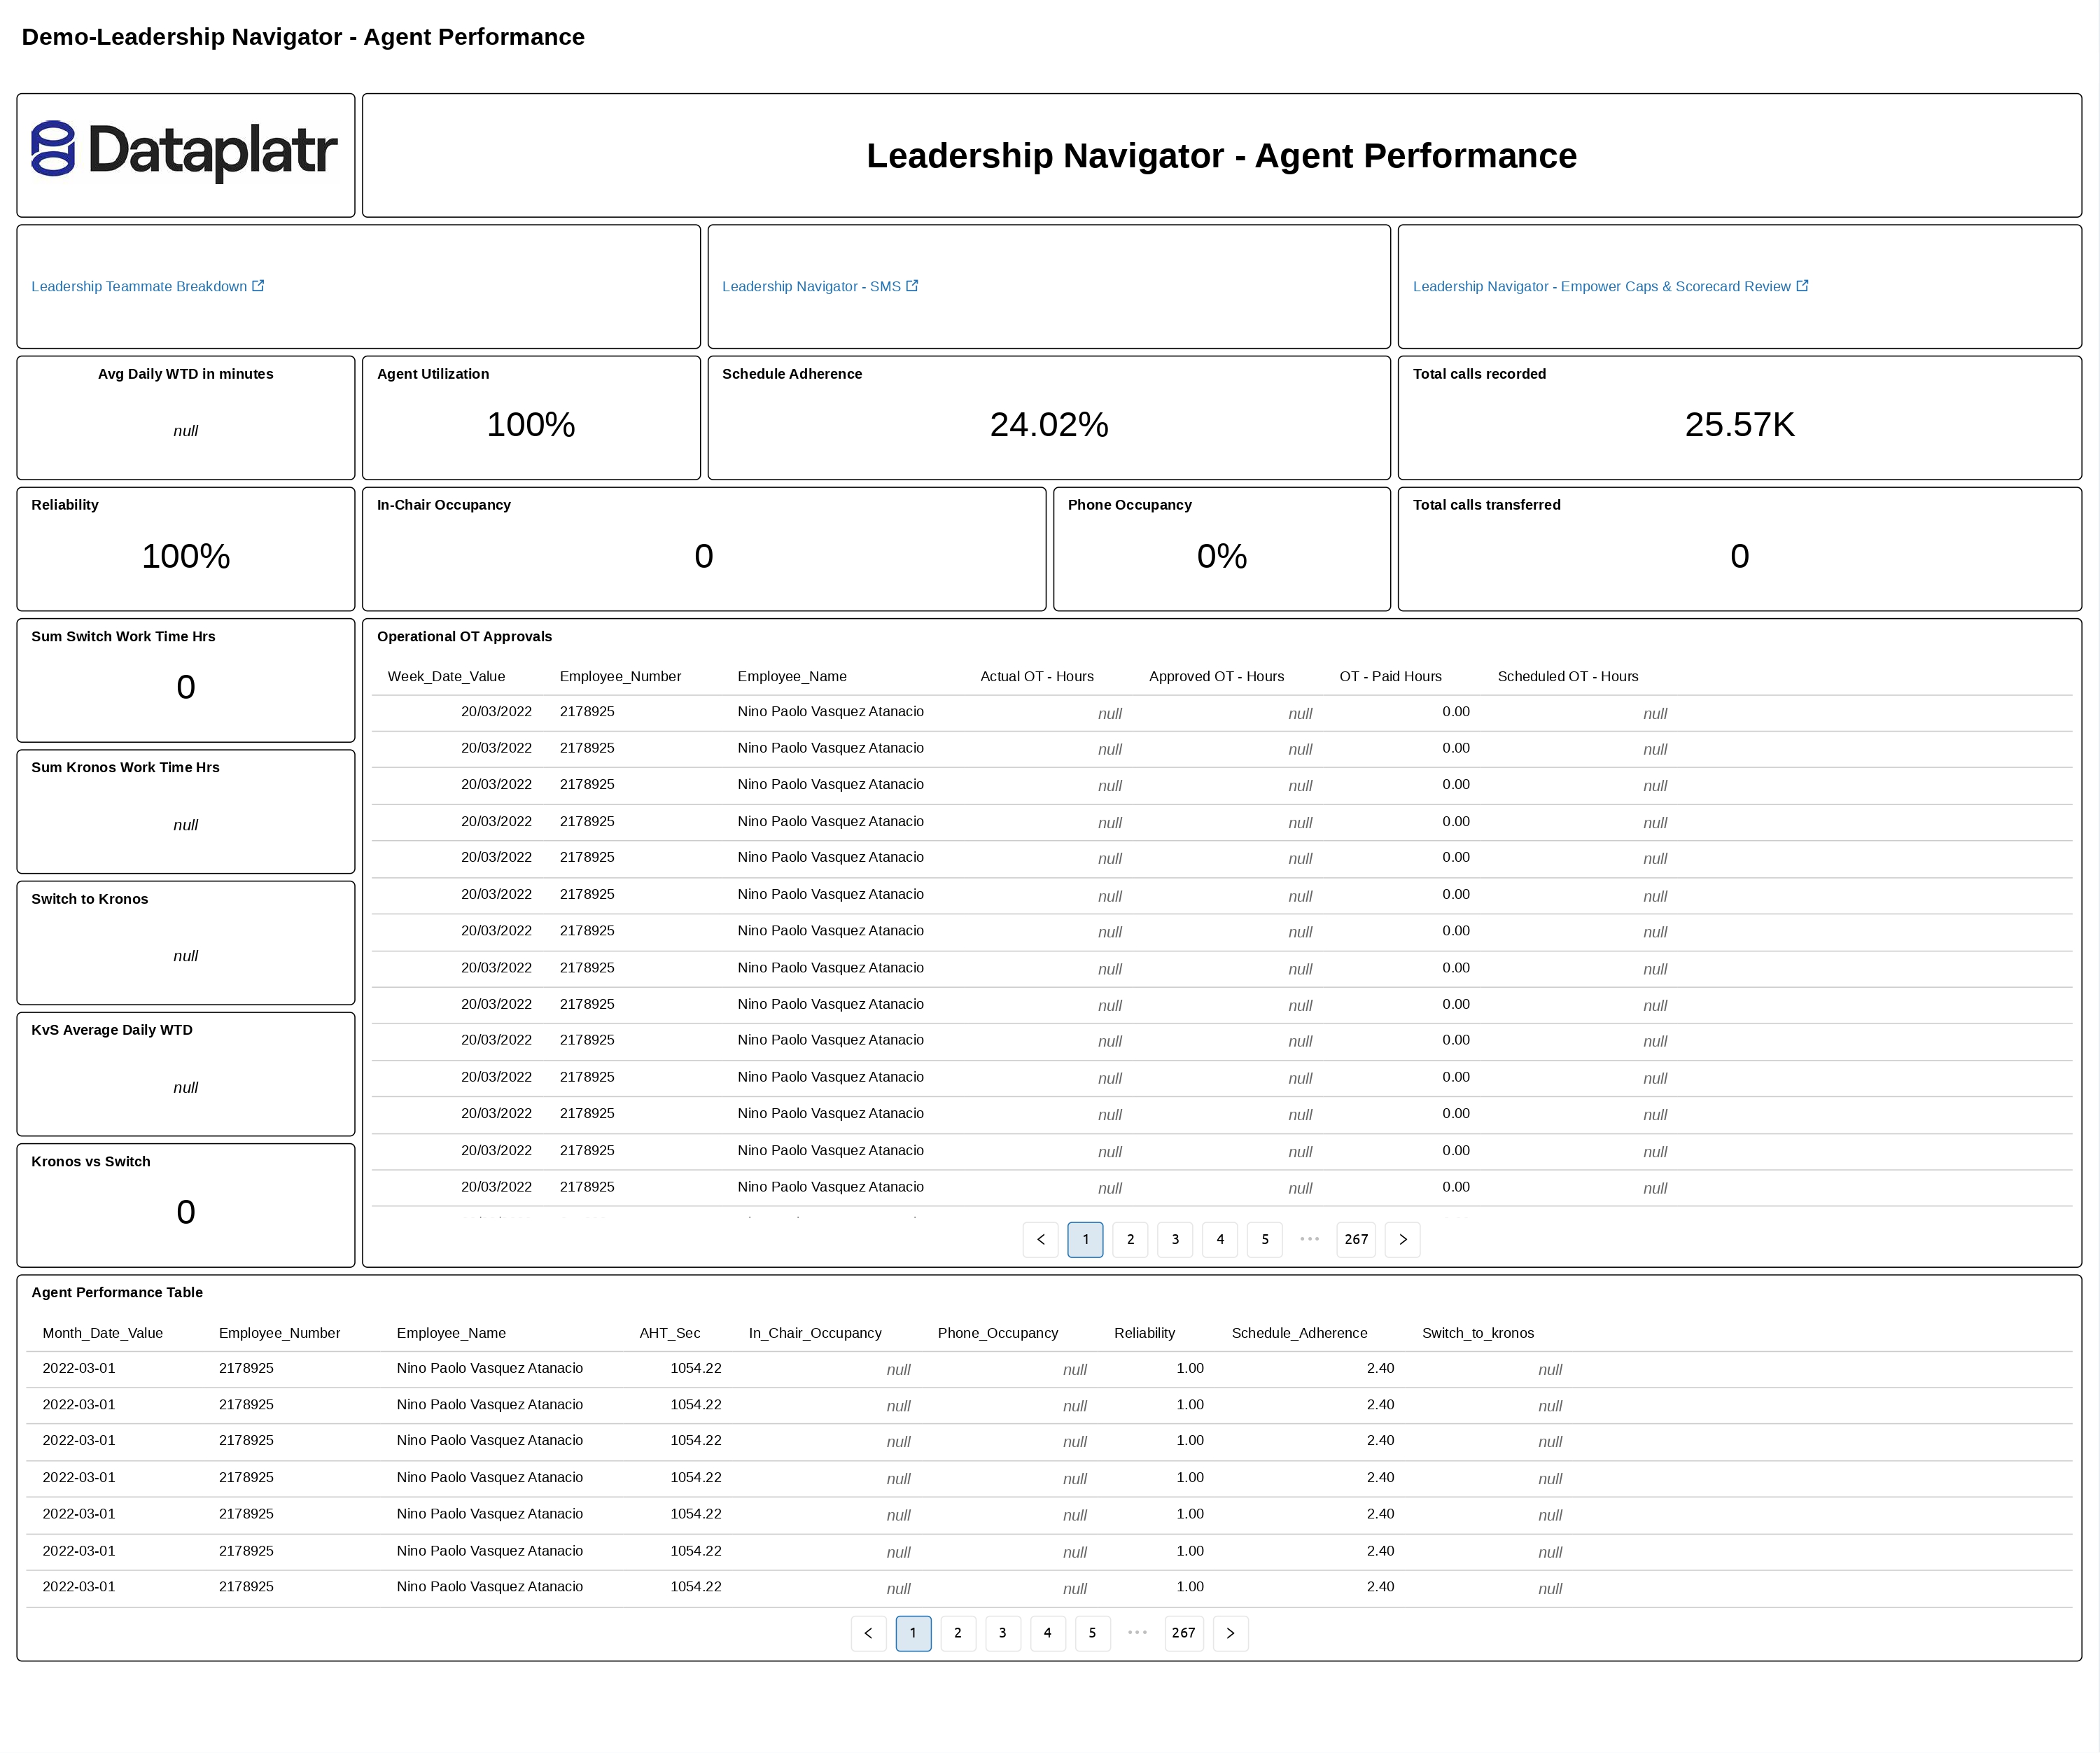 Demo-Leadership Navigator - Agent Performance
Dataplatr
Leadership Navigator - Agent Performance
Leadership Teammate Breakdown
Leadership Navigator - SMS
Leadership Navigator - Empower Caps & Scorecard Review
Avg Daily WTD in minutes
null
Agent Utilization
100%
Schedule Adherence
24.02%
Total calls recorded
25.57K
Reliability
100%
In-Chair Occupancy
0
Phone Occupancy
0%
Total calls transferred
0
Sum Switch Work Time Hrs
0
Sum Kronos Work Time Hrs
null
Switch to Kronos
null
KvS Average Daily WTD
null
Kronos vs Switch
0
Operational OT Approvals
Week_Date_Value Employee_Number Employee_Name Actual OT - Hours Approved OT - Hours OT - Paid Hours Scheduled OT - Hours
20/03/2022 2178925 Nino Paolo Vasquez Atanacio null null 0.00 null
20/03/2022 2178925 Nino Paolo Vasquez Atanacio null null 0.00 null
20/03/2022 2178925 Nino Paolo Vasquez Atanacio null null 0.00 null
20/03/2022 2178925 Nino Paolo Vasquez Atanacio null null 0.00 null
20/03/2022 2178925 Nino Paolo Vasquez Atanacio null null 0.00 null
20/03/2022 2178925 Nino Paolo Vasquez Atanacio null null 0.00 null
20/03/2022 2178925 Nino Paolo Vasquez Atanacio null null 0.00 null
20/03/2022 2178925 Nino Paolo Vasquez Atanacio null null 0.00 null
20/03/2022 2178925 Nino Paolo Vasquez Atanacio null null 0.00 null
20/03/2022 2178925 Nino Paolo Vasquez Atanacio null null 0.00 null
20/03/2022 2178925 Nino Paolo Vasquez Atanacio null null 0.00 null
20/03/2022 2178925 Nino Paolo Vasquez Atanacio null null 0.00 null
20/03/2022 2178925 Nino Paolo Vasquez Atanacio null null 0.00 null
20/03/2022 2178925 Nino Paolo Vasquez Atanacio null null 0.00 null
< 1 2 3 4 5 ••• 267 >
Agent Performance Table
Month_Date_Value Employee_Number Employee_Name AHT_Sec In_Chair_Occupancy Phone_Occupancy Reliability Schedule_Adherence Switch_to_kronos
2022-03-01 2178925 Nino Paolo Vasquez Atanacio 1054.22 null null 1.00 2.40 null
2022-03-01 2178925 Nino Paolo Vasquez Atanacio 1054.22 null null 1.00 2.40 null
2022-03-01 2178925 Nino Paolo Vasquez Atanacio 1054.22 null null 1.00 2.40 null
2022-03-01 2178925 Nino Paolo Vasquez Atanacio 1054.22 null null 1.00 2.40 null
2022-03-01 2178925 Nino Paolo Vasquez Atanacio 1054.22 null null 1.00 2.40 null
2022-03-01 2178925 Nino Paolo Vasquez Atanacio 1054.22 null null 1.00 2.40 null
2022-03-01 2178925 Nino Paolo Vasquez Atanacio 1054.22 null null 1.00 2.40 null
< 1 2 3 4 5 ••• 267 >